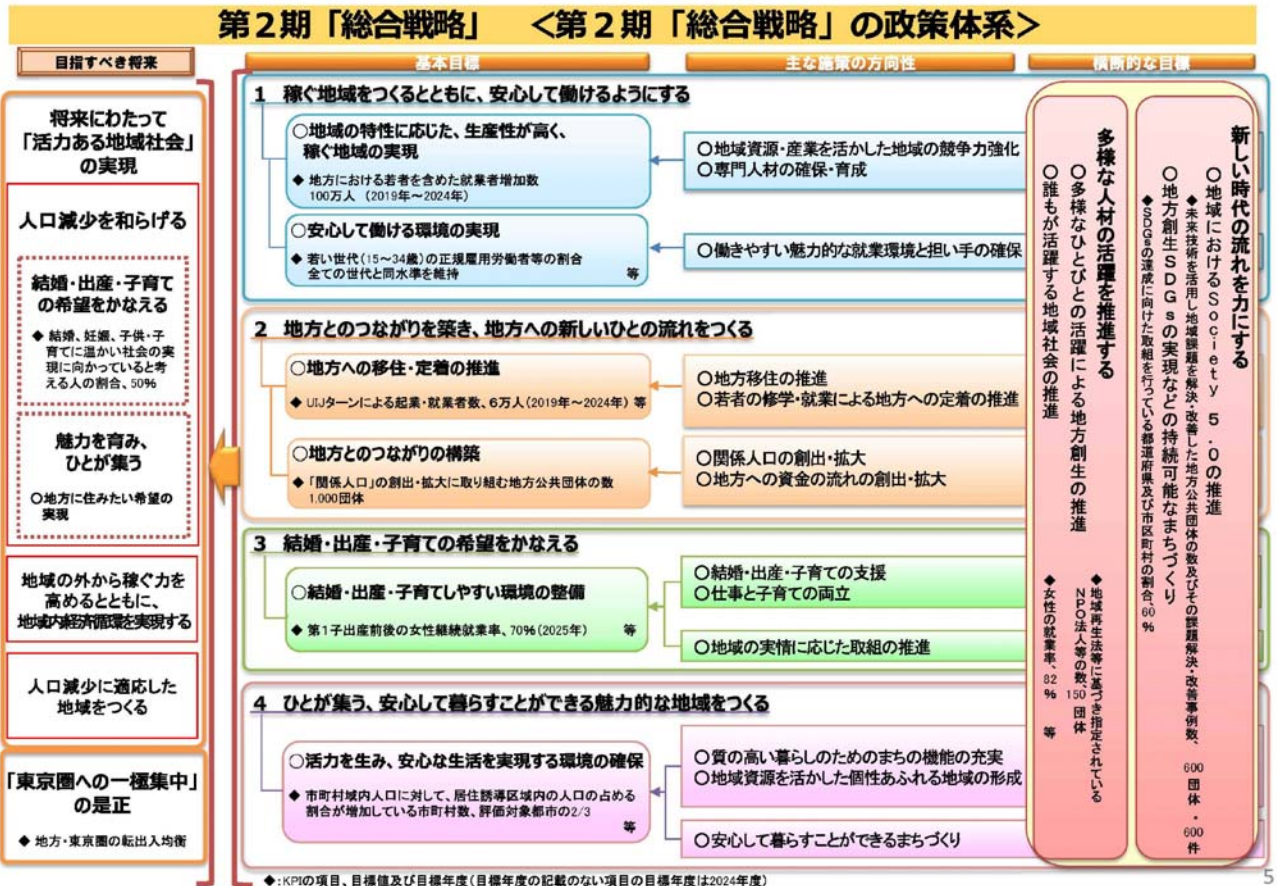 第２期「総合戦略」　＜第２期「総合戦略」の政策体系＞
目指すべき将来
将来にわたって
「活力ある地域社会」
の実現
人口減少を和らげる
結婚・出産・子育て
の希望をかなえる
◆ 結婚、妊娠、子供・子
育てに温かい社会の実
現に向かっていると考
える人の割合、50%
魅力を育み、
ひとが集う
○地方に住みたい希望の
実現
地域の外から稼ぐ力を
高めるとともに、
地域内経済循環を実現する
人口減少に適応した
地域をつくる
「東京圏への一極集中」
の是正
◆ 地方・東京圏の転出入均衡
基本目標
主な施策の方向性
横断的な目標
1　稼ぐ地域をつくるとともに、安心して働けるようにする
○地域の特性に応じた、生産性が高く、
稼ぐ地域の実現
◆ 地方における若者を含めた就業者増加数
100万人 （2019年～2024年）
○地域資源・産業を活かした地域の競争力強化
○専門人材の確保・育成
○安心して働ける環境の実現
◆ 若い世代（15～34歳）の正規雇用労働者等の割合
全ての世代と同水準を維持　等
○働きやすい魅力的な就業環境と担い手の確保
2　地方とのつながりを築き、地方への新しいひとの流れをつくる
○地方への移住・定着の推進
◆ UIJターンによる起業・就業者数、6万人（2019年～2024年） 等
○地方移住の推進
○若者の修学・就業による地方への定着の推進
○地方とのつながりの構築
◆「関係人口」の創出・拡大に取り組む地方公共団体の数
1,000団体
○関係人口の創出・拡大
○地方への資金の流れの創出・拡大
3　結婚・出産・子育ての希望をかなえる
○結婚・出産・子育てしやすい環境の整備
◆ 第1子出産前後の女性継続就業率、70%（2025年）　等
○結婚・出産・子育ての支援
○仕事と子育ての両立
○地域の実情に応じた取組の推進
4　ひとが集う、安心して暮らすことができる魅力的な地域をつくる
○活力を生み、安心な生活を実現する環境の確保
◆ 市町村域内人口に対して、居住誘導区域内の人口の占める
割合が増加している市町村数、評価対象都市の2/3
等
○質の高い暮らしのためのまちの機能の充実
○地域資源を活かした個性あふれる地域の形成
○安心して暮らすことができるまちづくり
新しい時代の流れを力にする
○地域におけるＳｏｃｉｅｔｙ　５．０の推進
◆未来技術を活用し地域課題を解決・改善した地方公共団体の数及びその課題解決・改善事例数、600団体・600件
○地方創生ＳＤＧｓの実現などの持続可能なまちづくり
◆SDGsの達成に向けた取組を行っている都道府県及び市区町村の割合、60%
多様な人材の活躍を推進する
○多様なひとびとの活躍による地方創生の推進
◆地域再生法等に基づき指定されている
NPO法人等の数、150団体
○誰もが活躍する地域社会の推進
◆女性の就業率、82%　等
◆：KPIの項目、目標値及び目標年度（目標年度の記載のない項目の目標年度は2024年度）
5